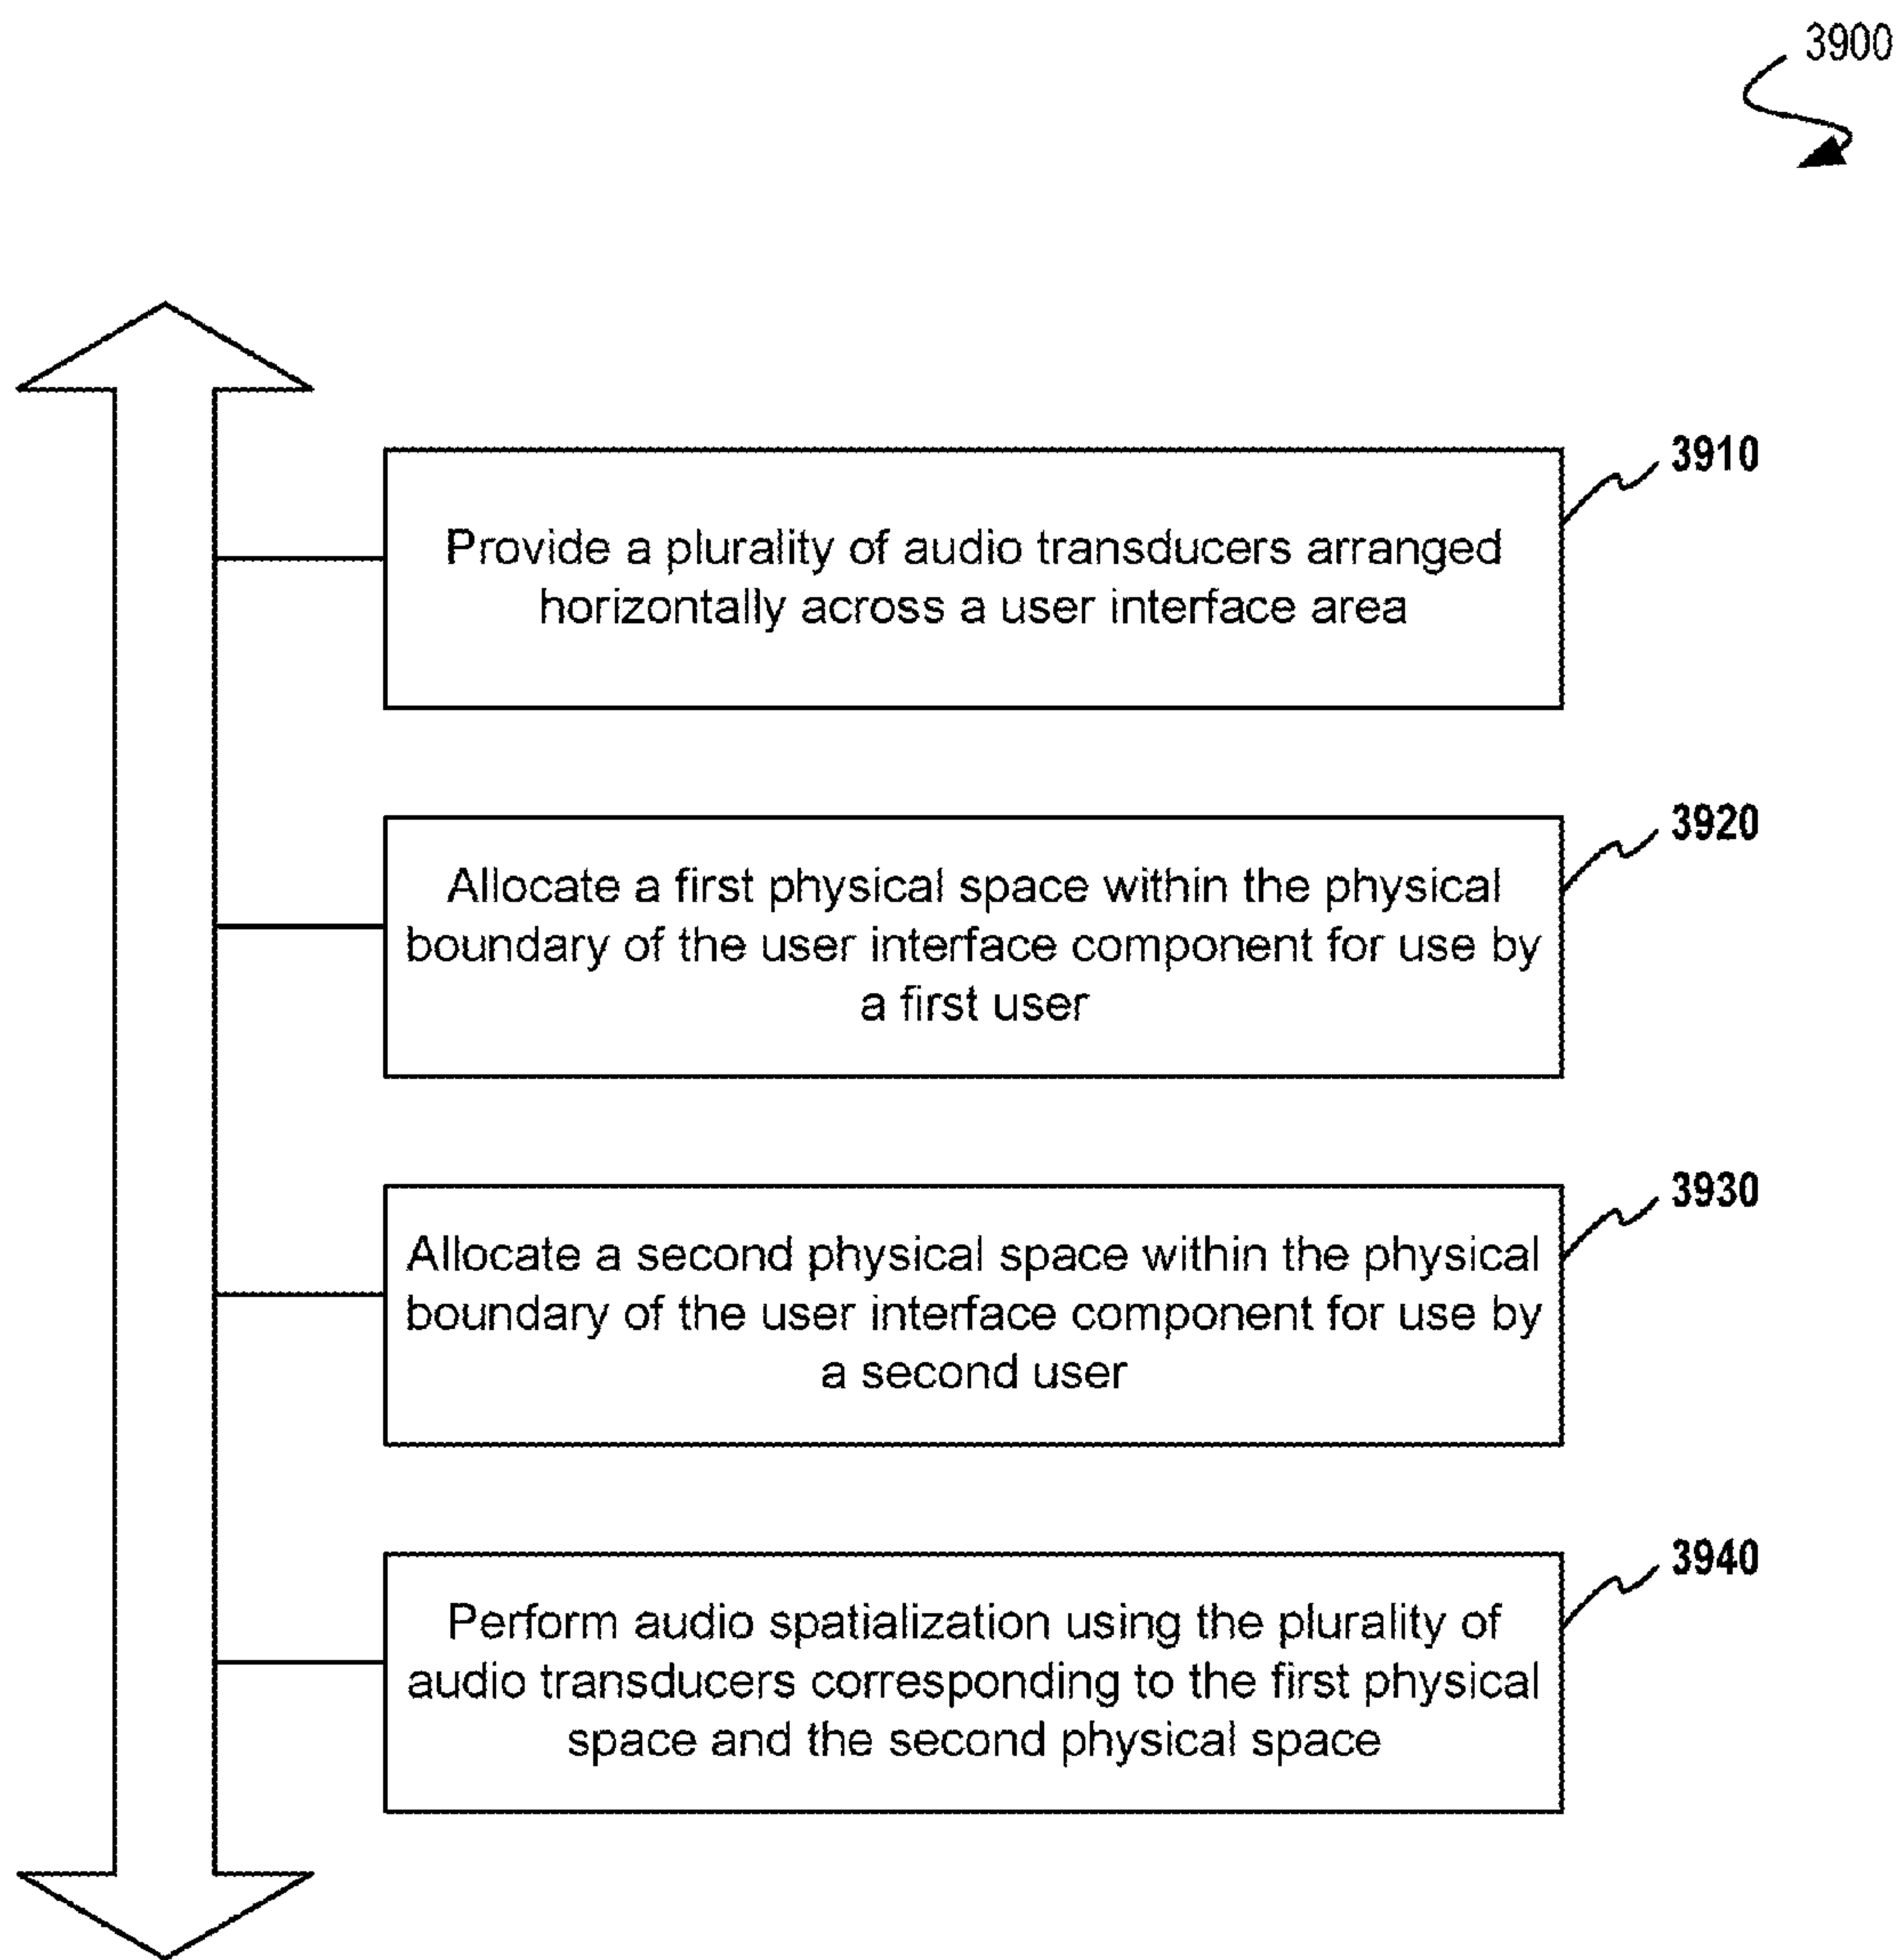 3900
3910
Provide a plurality of audio transducers arranged
horizontally across a user interface area
3920
Allocate a first physical space within the physical
boundary of the user interface component for use by
a first user
3930
Allocate a second physical space within the physical
boundary of the user interface component for use by
a second user
3940
Perform audio spatialization using the plurality of
audio transducers corresponding to the first physical
space and the second physical space